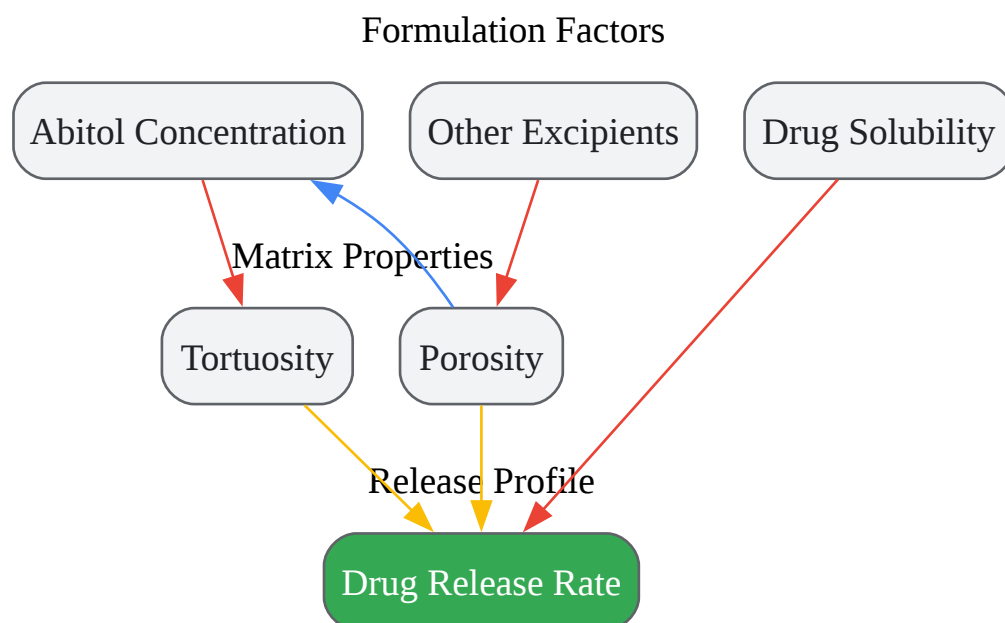 Formulation Factors
Abitol Concentration
Other Excipients
Drug Solubility
Matrix Properties
Tortuosity
Porosity
Release Profile
Drug Release Rate